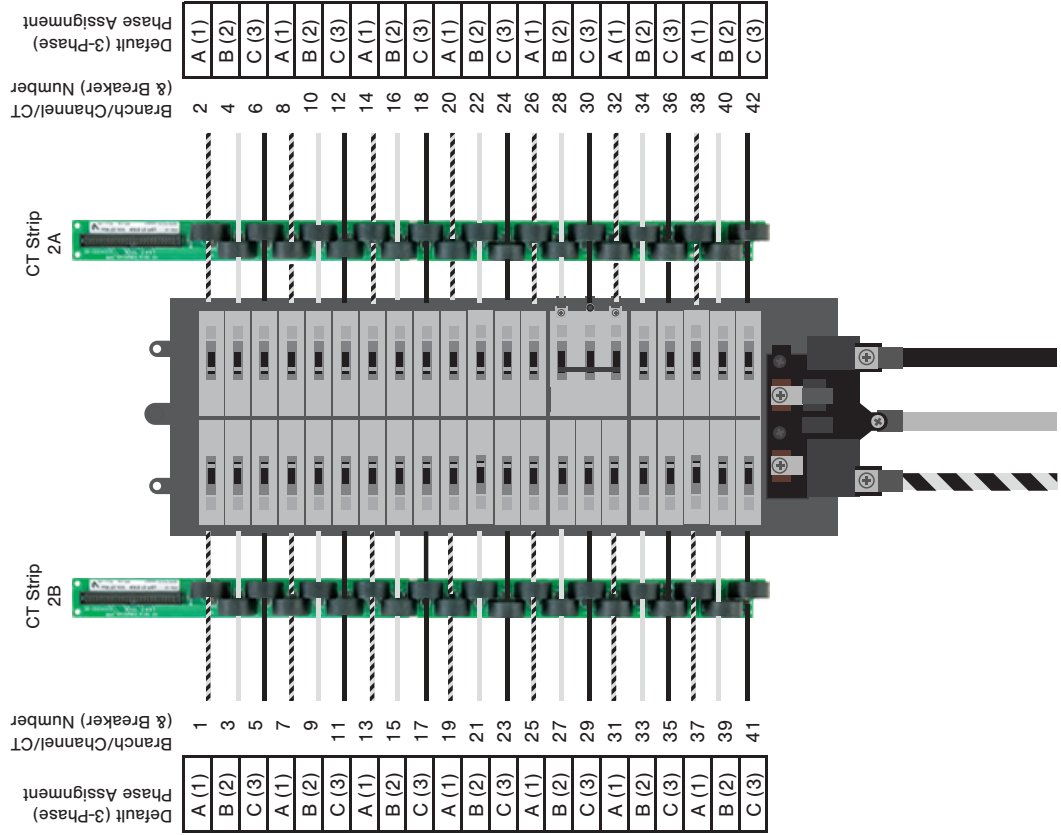 Default (3-Phase)
Phase Assignment
A (1)
B (2)
C (3)
A (1)
B (2)
C (3)
A (1)
B (2)
C (3)
A (1)
B (2)
C (3)
A (1)
B (2)
C (3)
A (1)
B (2)
C (3)
A (1)
B (2)
C (3)
Branch/Channel/CT
(& Breaker) Number
2
4
6
8
10
12
14
16
18
20
22
24
26
28
30
32
34
36
38
40
42
CT Strip
2A
CT Strip
2B
Branch/Channel/CT
(& Breaker) Number
1
3
5
7
9
11
13
15
17
19
21
23
25
27
29
31
33
35
37
39
41
Default (3-Phase)
Phase Assignment
A (1)
B (2)
C (3)
A (1)
B (2)
C (3)
A (1)
B (2)
C (3)
A (1)
B (2)
C (3)
A (1)
B (2)
C (3)
A (1)
B (2)
C (3)
A (1)
B (2)
C (3)